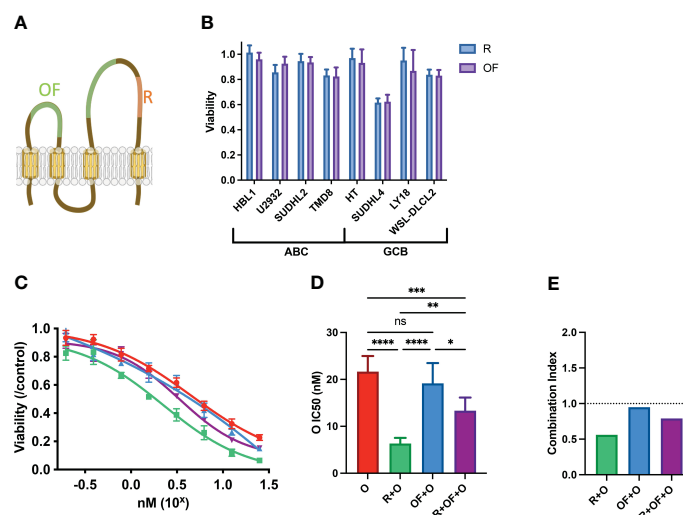 A
OF
R
B
Viability
1.0
0.8
0.6
0.4
0.2
0.0
R
OF
HBL1
U2932
SUDHL2
TMD8
HT
SUDHL4
LY18
WSL-DLCL2
ABC
GCB
C
Viability (/control)
1.0
0.8
0.6
0.4
0.2
0.0
-0.5
0.0
0.5
1.0
1.5
nM (10ˣ)
D
O IC50 (nM)
30
20
10
0
***
**
ns
****
****
*
O
R+O
OF+O
R+OF+O
E
Combination Index
2.0
1.5
1.0
0.5
0.0
R+O
OF+O
R+OF+O